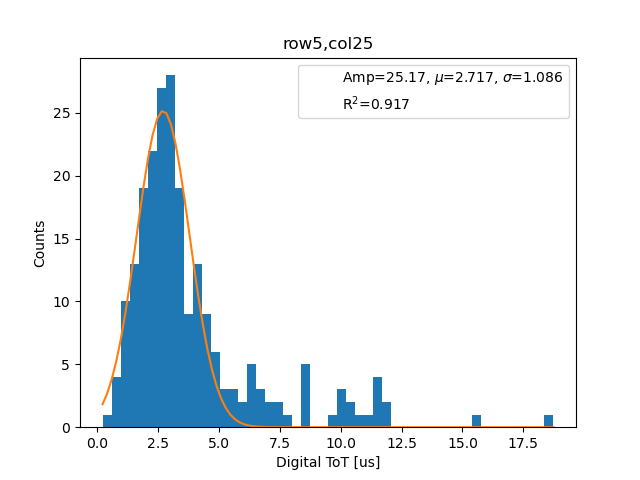 row5,col25
Amp=25.17, μ=2.717, σ=1.086
R²=0.917
Counts
25
20
15
10
5
0
0.0 2.5 5.0 7.5 10.0 12.5 15.0 17.5
Digital ToT [us]